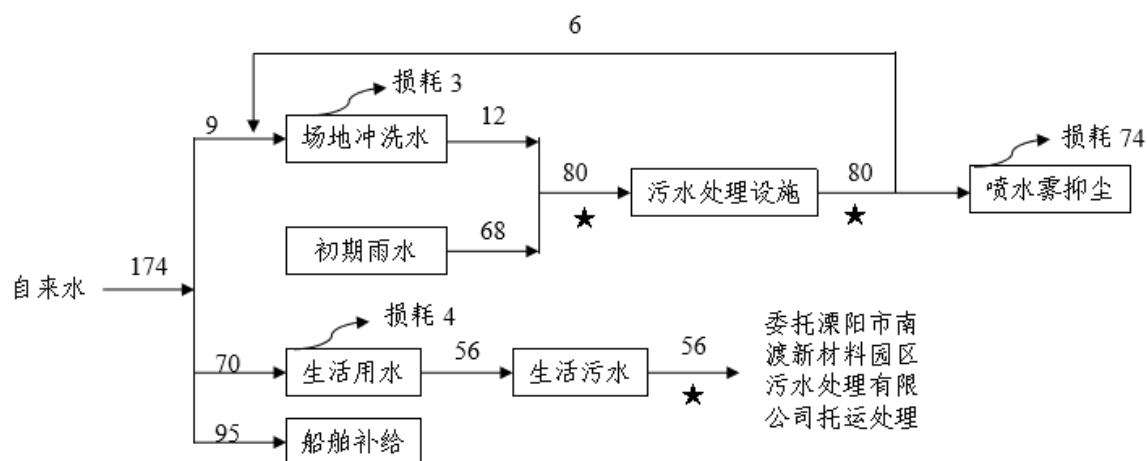 6
损耗 3
9
场地冲洗水
12
80
污水处理设施
80
损耗 74
喷水雾抑尘
★
★
初期雨水
68
自来水
174
损耗 4
70
生活用水
56
生活污水
56
★
委托溧阳市南
渡新材料园区
污水处理有限
公司托运处理
95
船舶补给